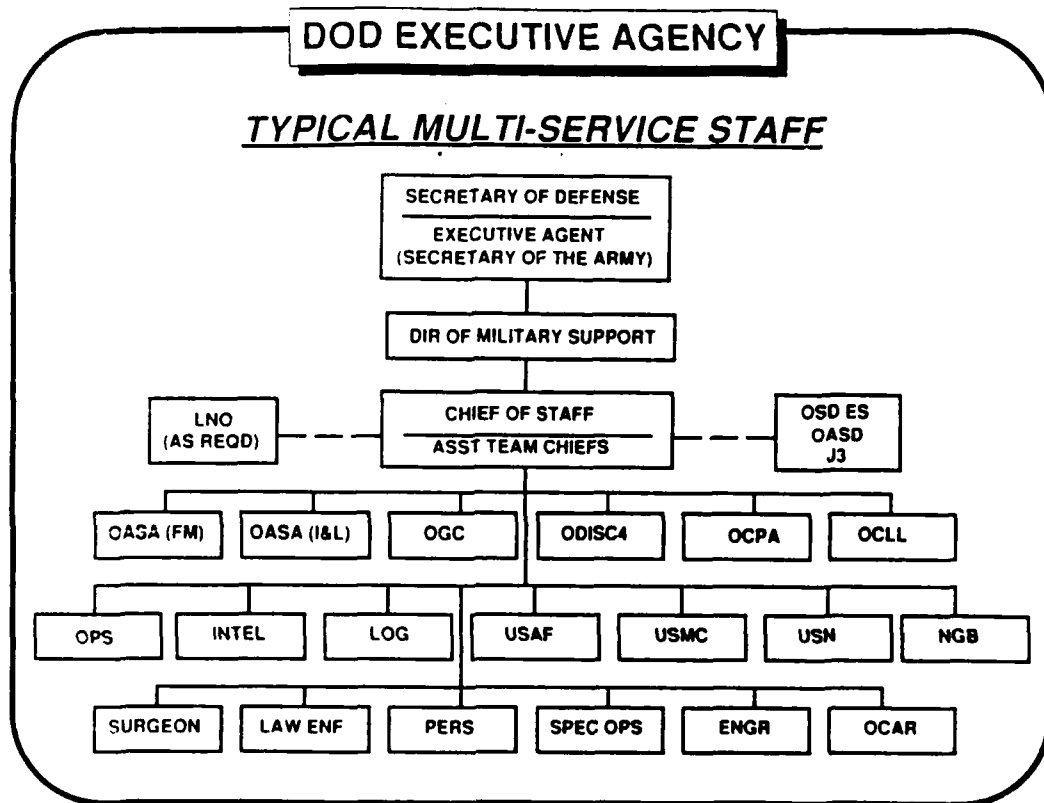 DOD EXECUTIVE AGENCY
TYPICAL MULTI-SERVICE STAFF
SECRETARY OF DEFENSE
EXECUTIVE AGENT
(SECRETARY OF THE ARMY)
DIR OF MILITARY SUPPORT
LNO
(AS REQD)
CHIEF OF STAFF
ASST TEAM CHIEFS
OSD ES
OASD
J3
OASA (FM)
OASA (I&L)
OGC
ODISC4
OCPA
OCLL
OPS
INTEL
LOG
USAF
USMC
USN
NGB
SURGEON
LAW ENF
PERS
SPEC OPS
ENGR
OCAR